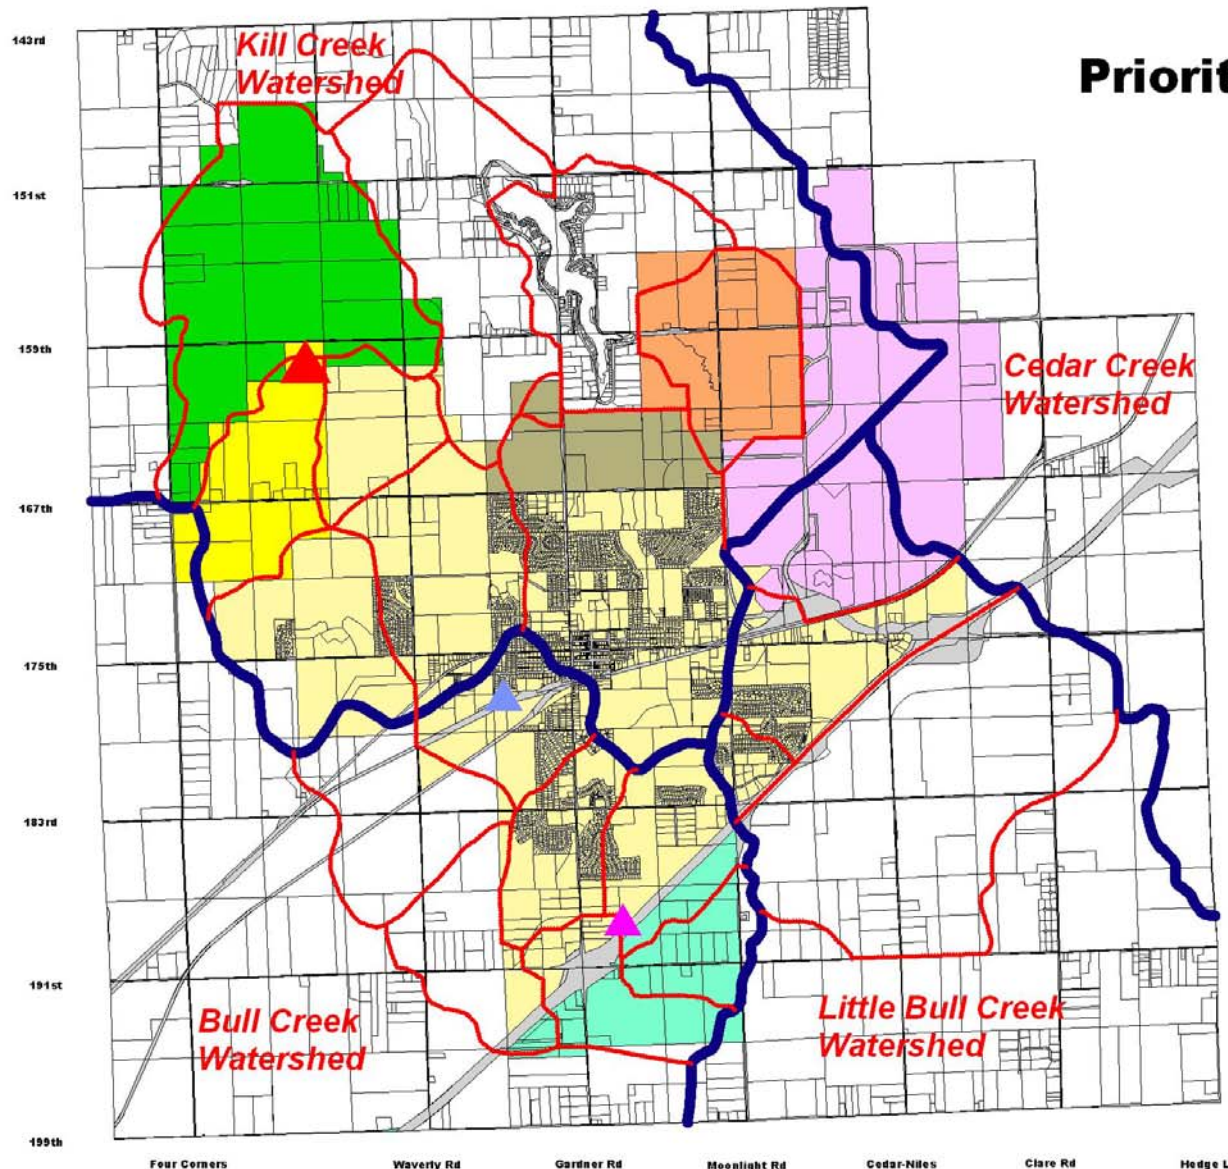 143rd
Kill Creek
Watershed
Priorit
151st
159th
Cedar Creek
Watershed
167th
175th
183rd
191st
Bull Creek
Watershed
Little Bull Creek
Watershed
199th
Four Corners
Waverly Rd
Gardner Rd
Moonlight Rd
Cedar-Niles
Clare Rd
Hedge L